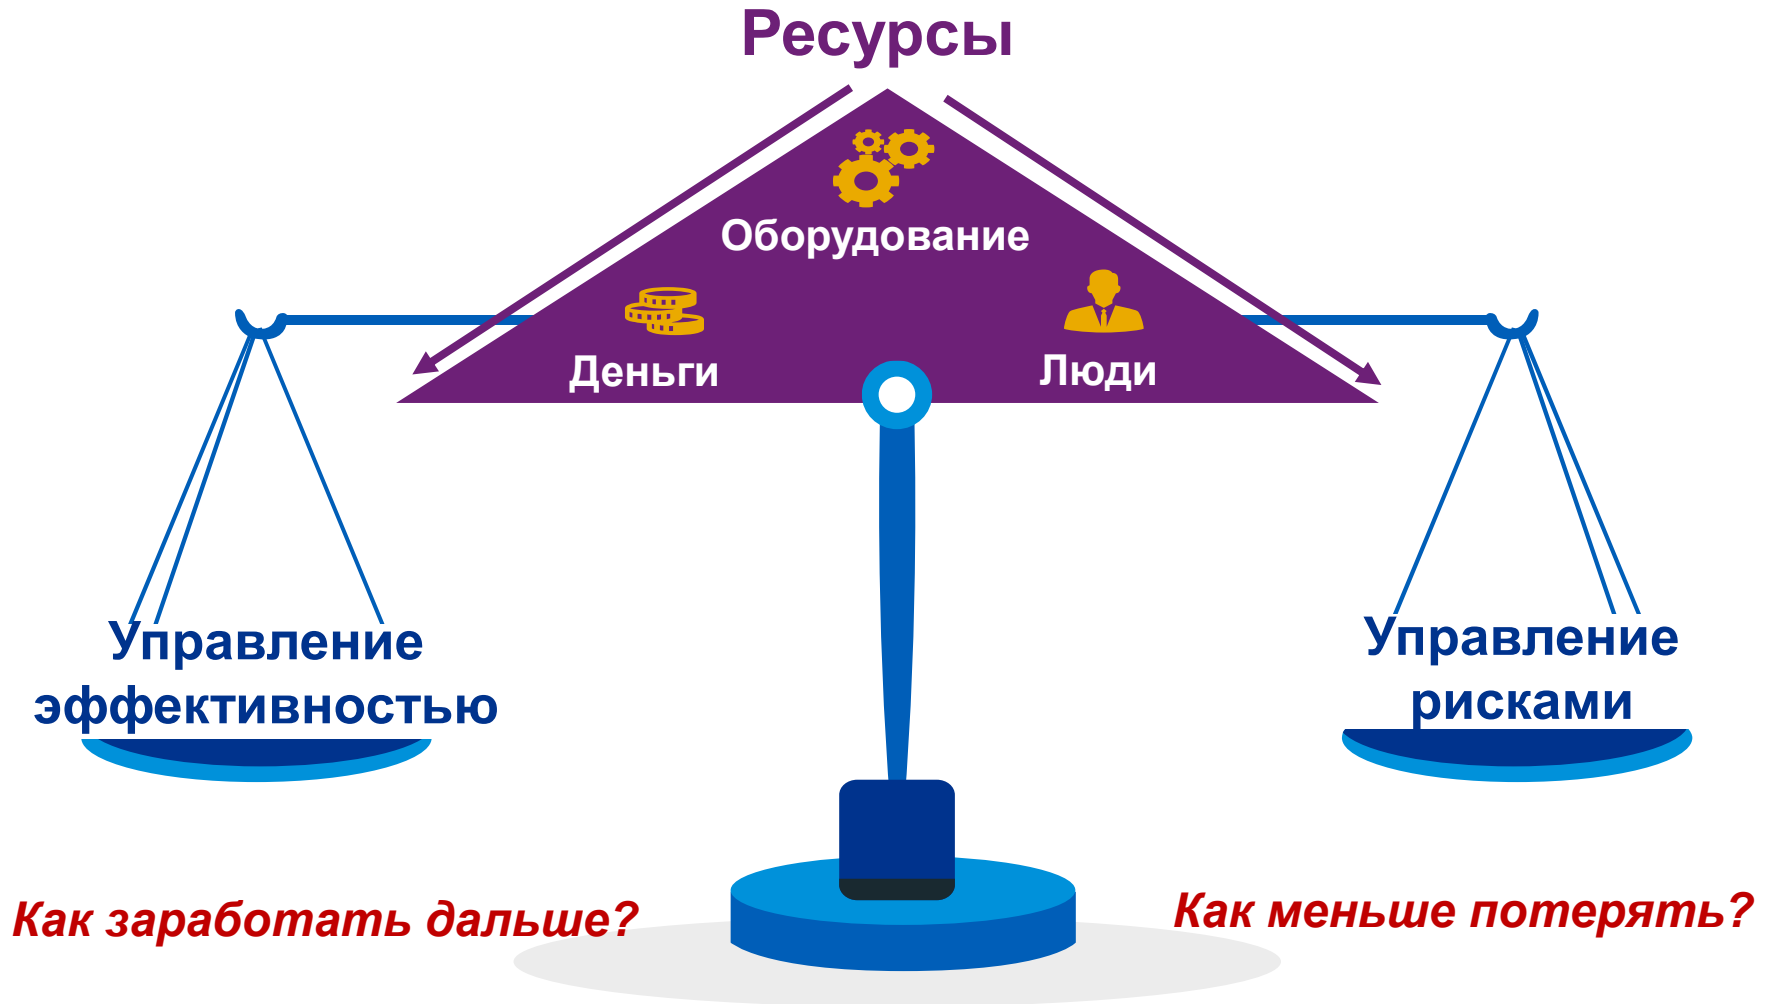 Ресурсы
Оборудование
Деньги
Люди
Управление
эффективностью
Управление
рисками
Как заработать дальше?
Как меньше потерять?